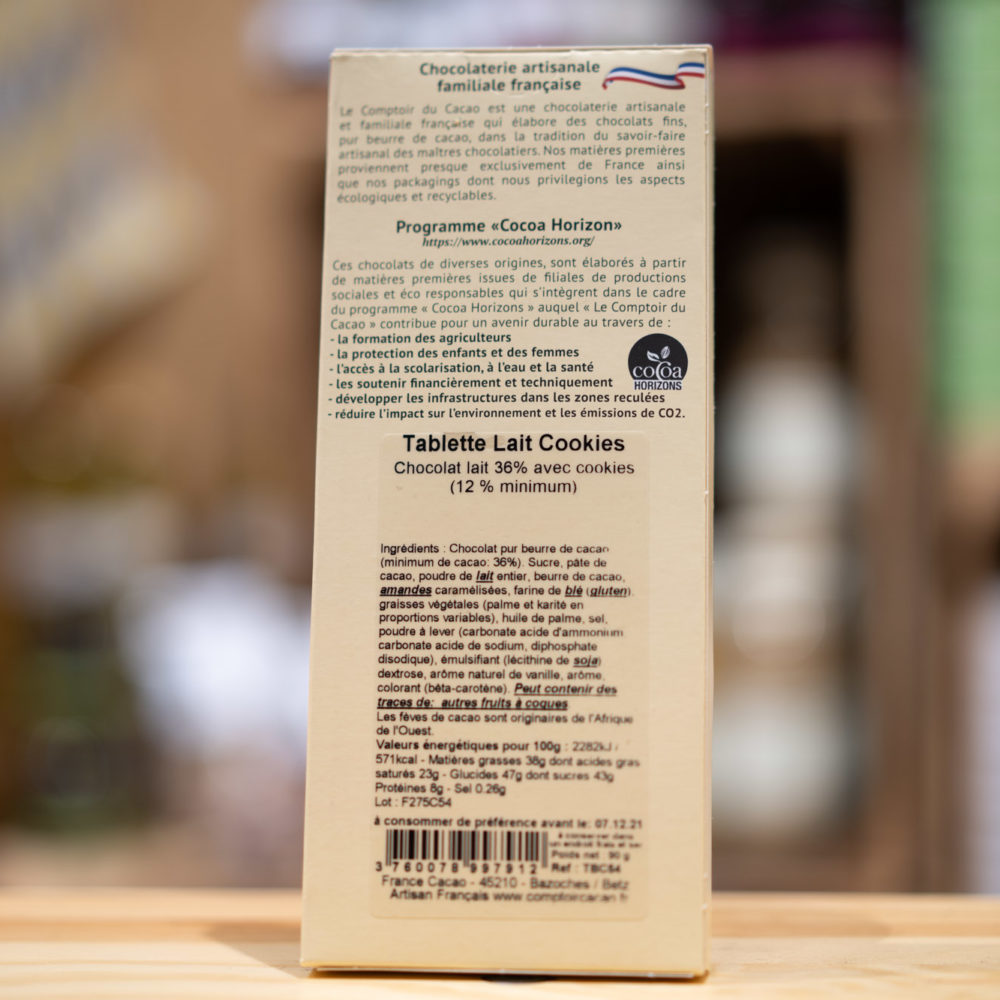 Chocolaterie artisanale
familiale française
Le Comptoir du Cacao est une chocolaterie artisanale
et familiale française qui élabore des chocolats fins,
pur beurre de cacao, dans la tradition du savoir-faire
artisanal des maîtres chocolatiers. Nos matières premières
proviennent presque exclusivement de France ainsi
que nos packagings dont nous privilegions les aspects
écologiques et recyclables.
Programme «Cocoa Horizon»
https://www.cocoahorizons.org/
Ces chocolats de diverses origines, sont élaborés à partir
de matières premières issues de filiales de productions
sociales et éco responsables qui s'intègrent dans le cadre
du programme « Cocoa Horizons » auquel « Le Comptoir du
Cacao » contribue pour un avenir durable au travers de :
- la formation des agriculteurs
- la protection des enfants et des femmes
- l'accès à la scolarisation, à l'eau et la santé
- les soutenir financièrement et techniquement
- développer les infrastructures dans les zones reculées
- réduire l'impact sur l'environnement et les émissions de CO2.
cocoa
HORIZONS
Tablette Lait Cookies
Chocolat lait 36% avec cookies
(12 % minimum)
Ingrédients : Chocolat pur beurre de cacao
(minimum de cacao: 36%). Sucre, pâte de
cacao, poudre de lait entier, beurre de cacao,
amandes caramélisées, farine de blé (gluten),
graisses végétales (palme et karité en
proportions variables), huile de palme, sel,
poudre à lever (carbonate acide d'ammonium,
carbonate acide de sodium, diphosphate
disodique), émulsifiant (lécithine de soja)
dextrose, arôme naturel de vanille, arôme,
colorant (bêta-carotène). Peut contenir des
traces de: autres fruits à coques
Les fèves de cacao sont originaires de l'Afrique
de l'Ouest.
Valeurs énergétiques pour 100g : 2282kJ /
571kcal - Matières grasses 38g dont acides gras
saturés 23g - Glucides 47g dont sucres 43g
Protéines 8g - Sel 0.26g
Lot : F275C54
à consommer de préférence avant le: 07.12.21
à conserver dans
un endroit frais et sec
Poids net : 90 g
3 760078 997912 Ref : TBC54
France Cacao - 45210 - Bazoches / Betz
Artisan Français www.comptoircacao.fr